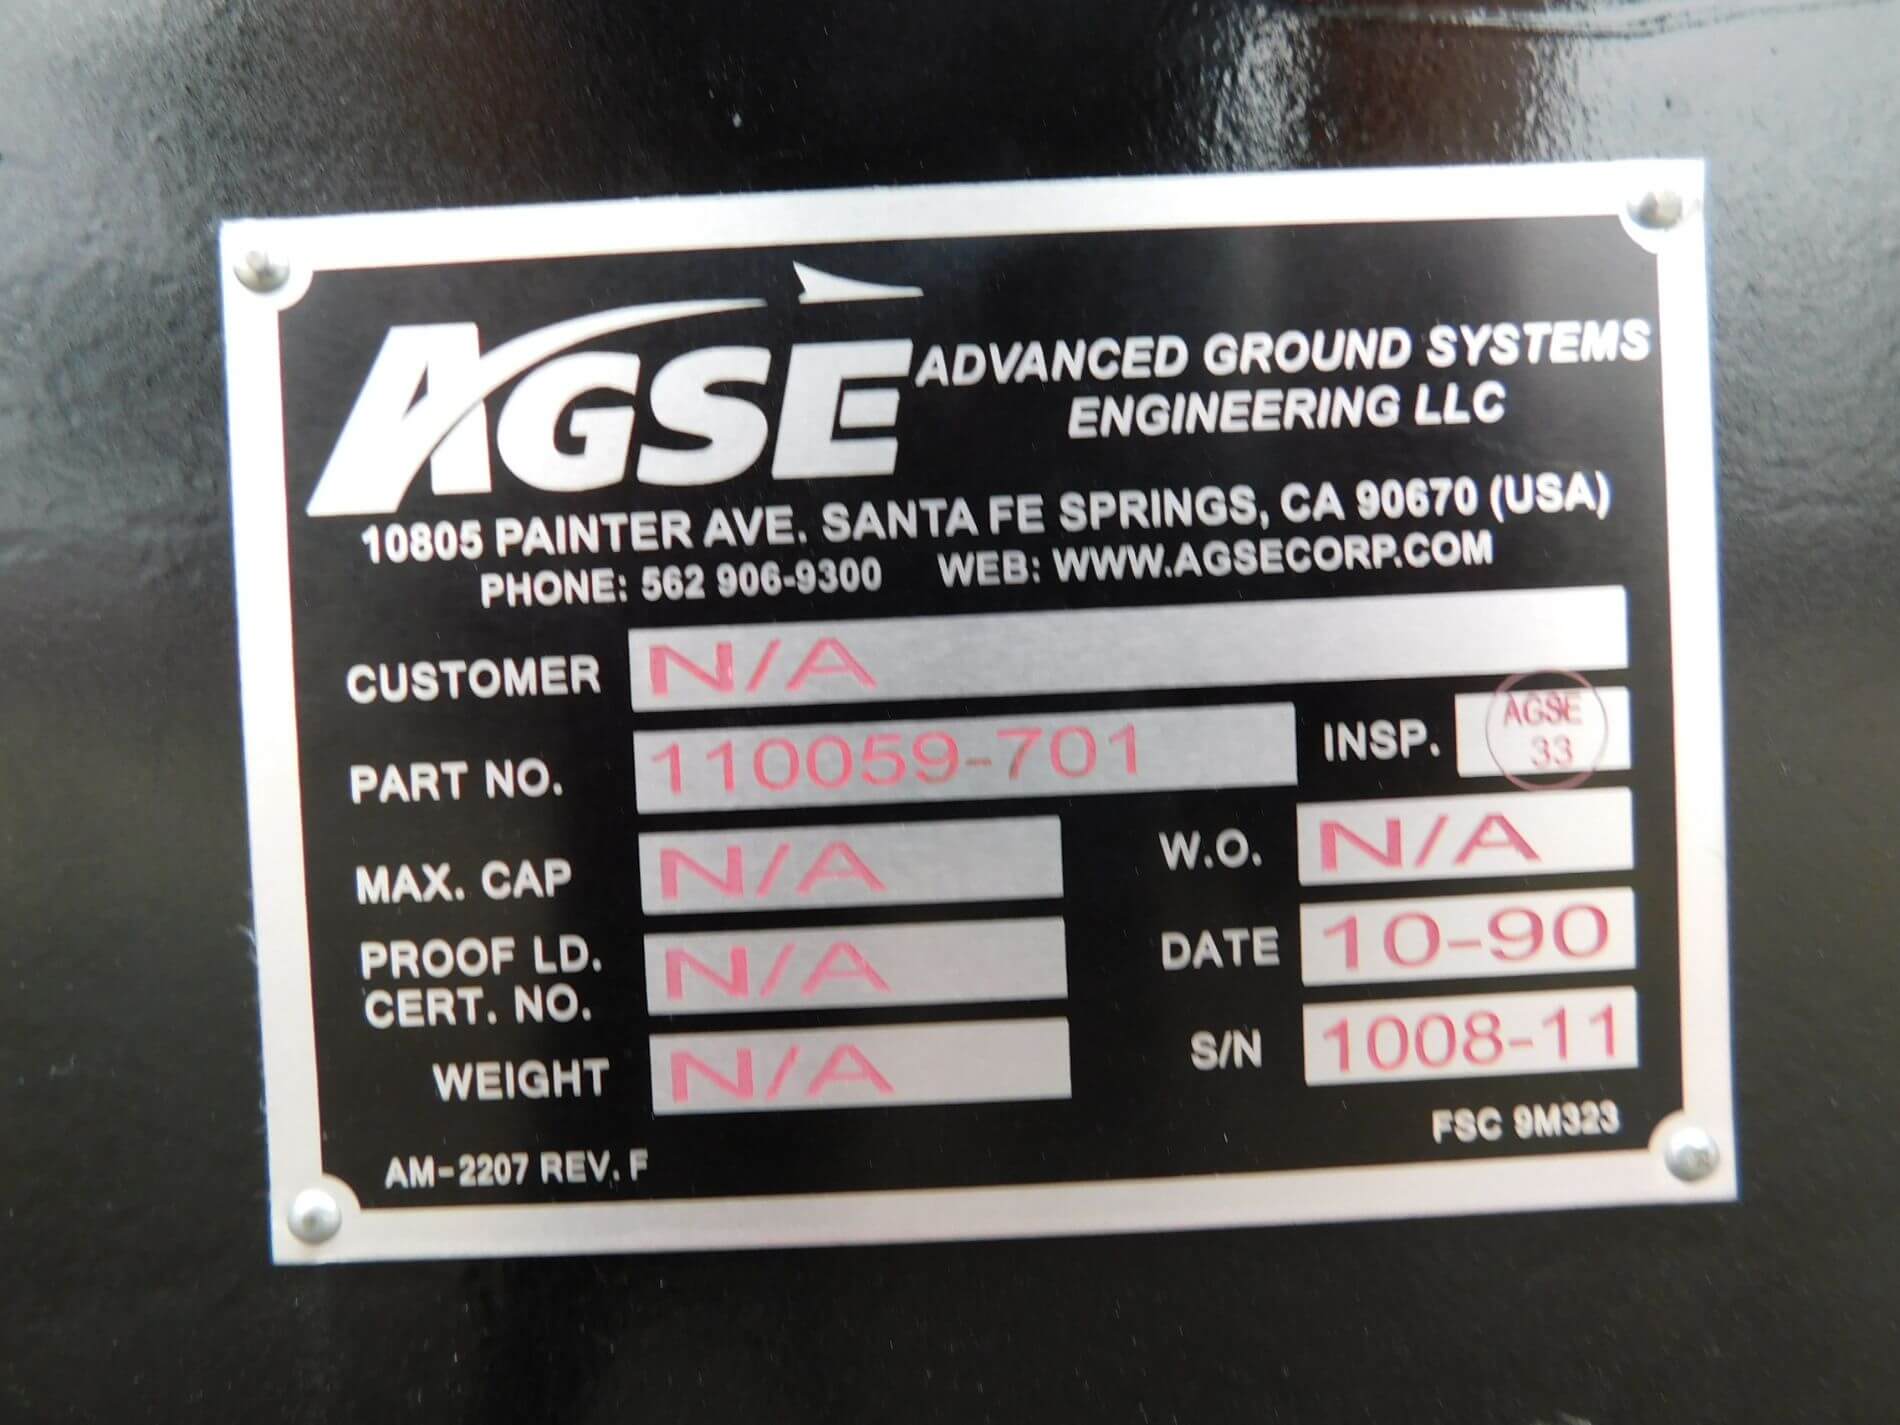 AGSE ADVANCED GROUND SYSTEMS
ENGINEERING LLC
10805 PAINTER AVE. SANTA FE SPRINGS, CA 90670 (USA)
PHONE: 562 906-9300 WEB: WWW.AGSECORP.COM
CUSTOMER N/A
PART NO. 110059-701 INSP. AGSE
33
MAX. CAP N/A W.O. N/A
PROOF LD.
CERT. NO. N/A DATE 10-90
WEIGHT N/A S/N 1008-11
AM-2207 REV. F FSC 9M323